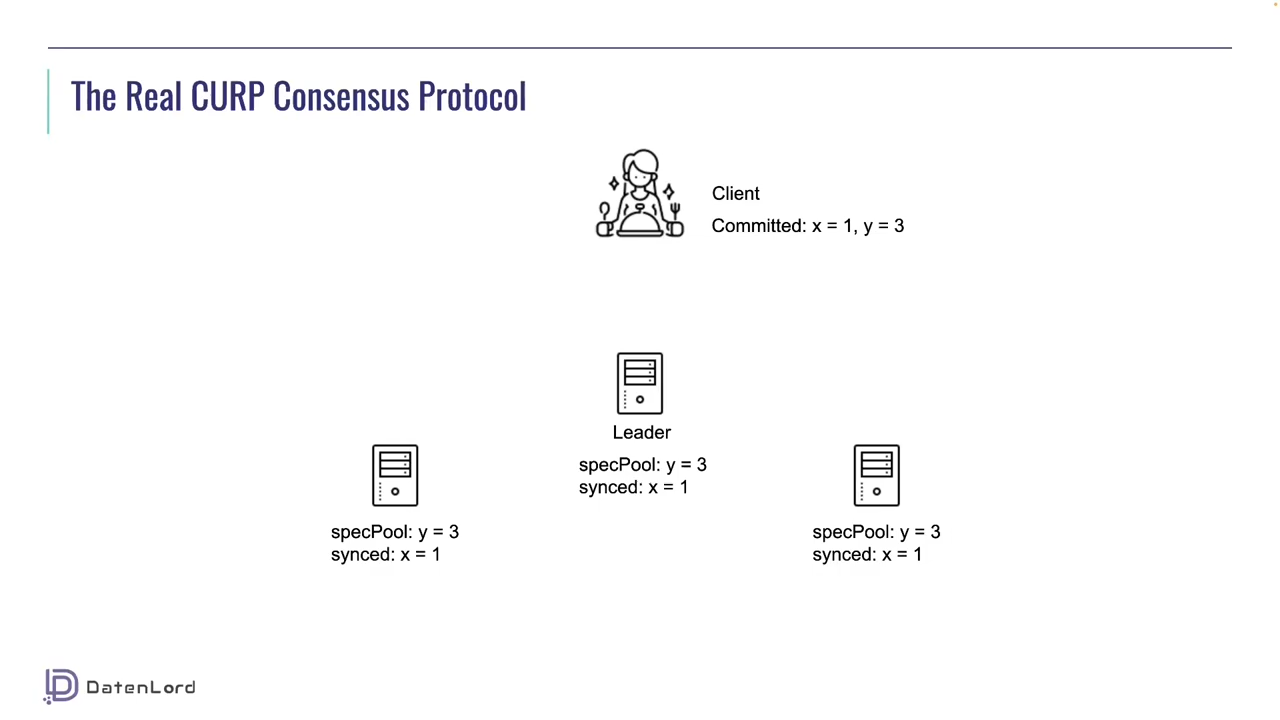 The Real CURP Consensus Protocol
Client
Committed: x = 1, y = 3
Leader
specPool: y = 3
synced: x = 1
specPool: y = 3
synced: x = 1
specPool: y = 3
synced: x = 1
DatenLord